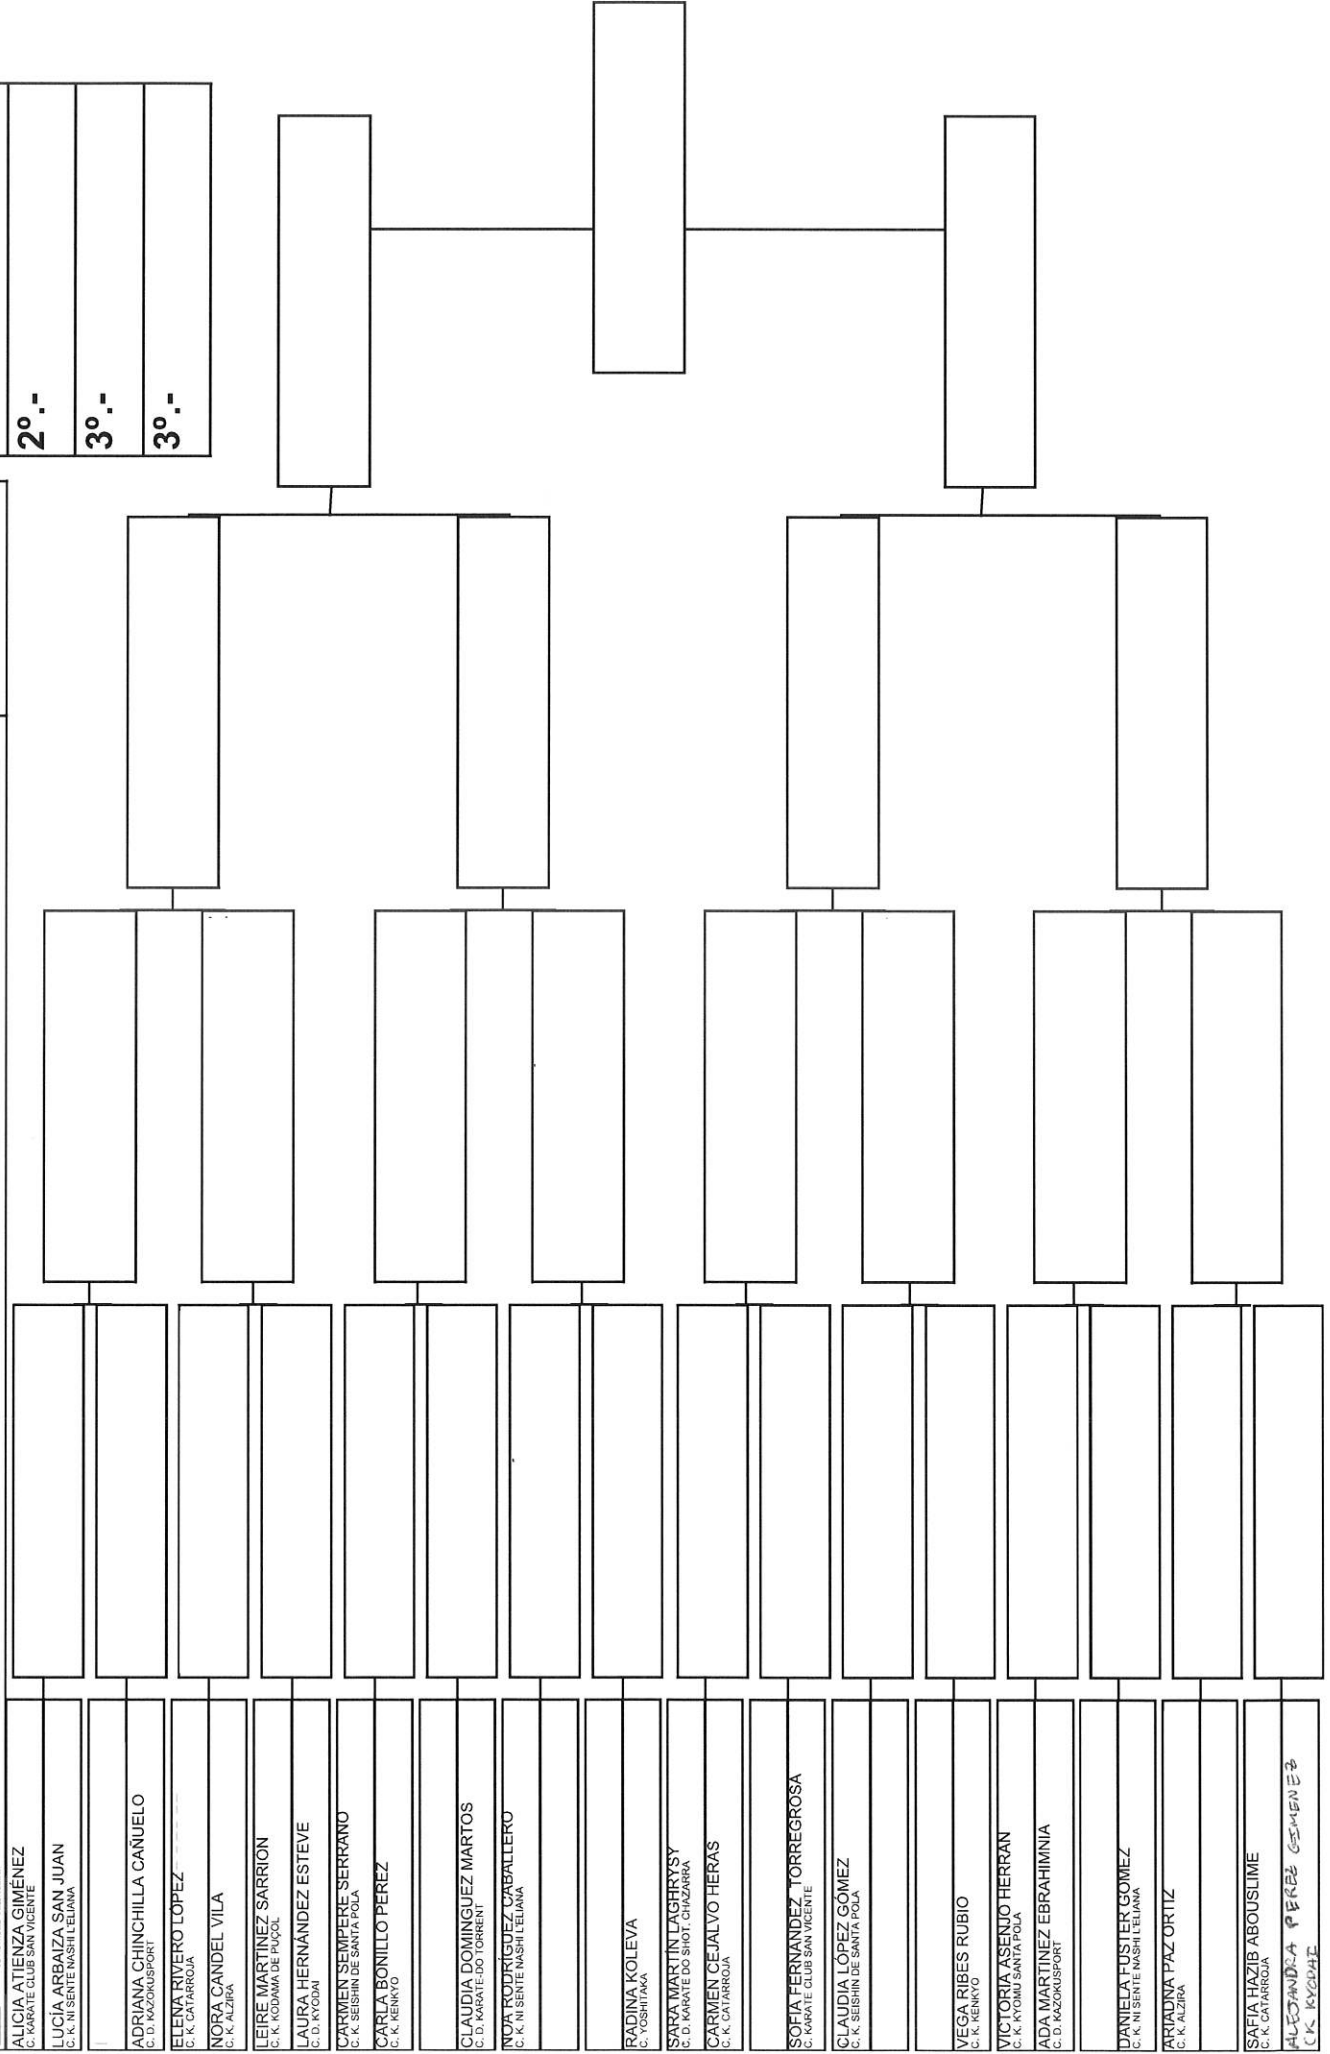 2º.-
3º.-
3º.-
ALICIA ATIENZA GIMÉNEZ
C. KARATE CLUB SAN VICENTE
LUCÍA ARBAIZA SAN JUAN
C. K. NI SENTE NASHI L'ELIANA
ADRIANA CHINCHILLA CAÑUELO
C. D. KAZOKUSPORT
ELENA RIVERO LÓPEZ
C. K. CATARROJA
NORA CANDEL VILA
C. K. ALZIRA
LEIRE MARTINEZ SARRION
C. K. KODAMA DE PUÇOL
LAURA HERNÁNDEZ ESTEVE
C. D. KYODAI
CARMEN SEMPERE SERRANO
C. K. SEISHIN DE SANTA POLA
CARLA BONILLO PEREZ
C. K. KENKYO
CLAUDIA DOMINGUEZ MARTOS
C. D. KARATE-DO TORRENT
NOA RODRÍGUEZ CABALLERO
C. K. NI SENTE NASHI L'ELIANA
RADINA KOLEVA
C. YOSHITAKA
SARA MARTÍN LAGHRYSY
C. D. KARATE DO SHOT. CHAZARRA
CARMEN CEJALVO HERAS
C. K. CATARROJA
SOFIA FERNANDEZ TORREGROSA
C. KARATE CLUB SAN VICENTE
CLAUDIA LÓPEZ GÓMEZ
C. K. SEISHIN DE SANTA POLA
VEGA RIBES RUBIO
C. K. KENKYO
VICTORIA ASENJO HERRAN
C. K. KYOMU SANTA POLA
ADA MARTINEZ EBRAHIMNIA
C. D. KAZOKUSPORT
DANIELA FUSTER GOMEZ
C. K. NI SENTE NASHI L'ELIANA
ARIADNA PAZ ORTIZ
C. K. ALZIRA
SAFIA HAZIB ABOUSLIME
C. K. CATARROJA
ALEJANDRA PEREZ GIMENEZ
CK KYODAI